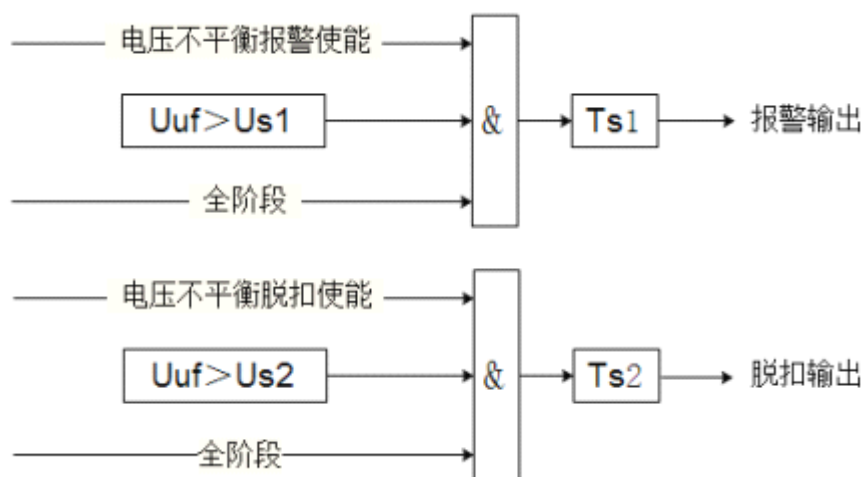 电压不平衡报警使能
Uuf＞Us1
&
Ts1
报警输出
全阶段
电压不平衡脱扣使能
Uuf＞Us2
&
Ts2
脱扣输出
全阶段